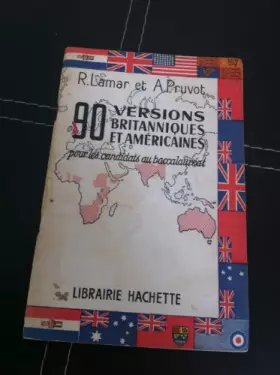 R. Lamar et A. Pruvot
90 VERSIONS
BRITANNIQUES
ET AMÉRICAINES
pour les candidats au baccalauréat
LIBRAIRIE HACHETTE